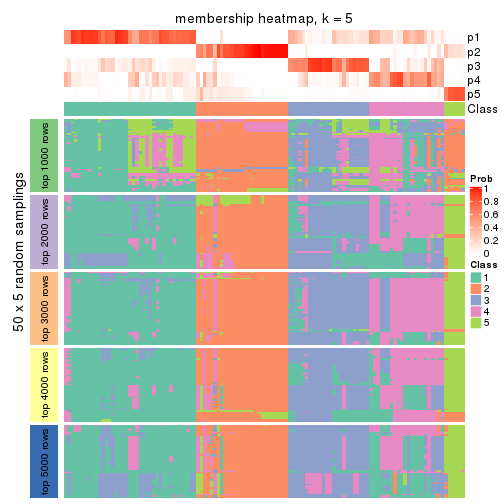 membership heatmap, k = 5
p1
p2
p3
p4
p5
Class
50 x 5 random samplings
top 1000 rows
top 2000 rows
top 3000 rows
top 4000 rows
top 5000 rows
Prob
1
0.8
0.6
0.4
0.2
0
Class
1
2
3
4
5